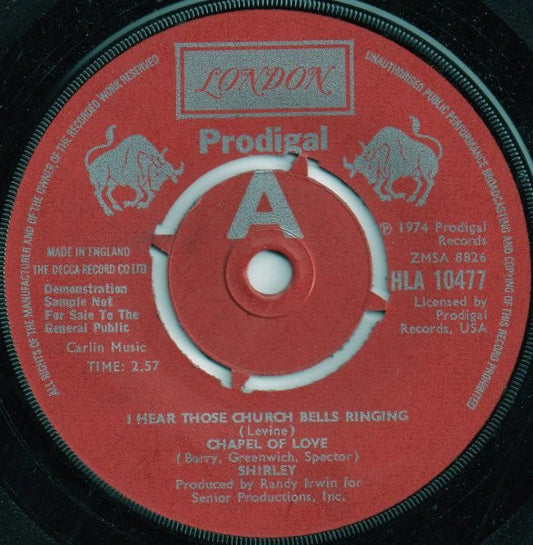 LONDON
Prodigal
A
ALL RIGHTS OF THE MANUFACTURER AND OF THE OWNER OF THE RECORDED WORK RESERVED
UNAUTHORISED PUBLIC PERFORMANCE BROADCASTING AND COPYING OF THIS RECORD PROHIBITED
MADE IN ENGLAND
THE DECCA RECORD CO LTD
Demonstration
Sample Not
For Sale To The
General Public
Carlin Music
TIME: 2.57
Ⓟ 1974 Prodigal
Records
ZMSA 8826
HLA 10477
Licensed by
Prodigal
Records, USA
I HEAR THOSE CHURCH BELLS RINGING
(Levine)
CHAPEL OF LOVE
(Barry, Greenwich, Spector)
SHIRLEY
Produced by Randy Irwin for
Senior Productions, Inc.